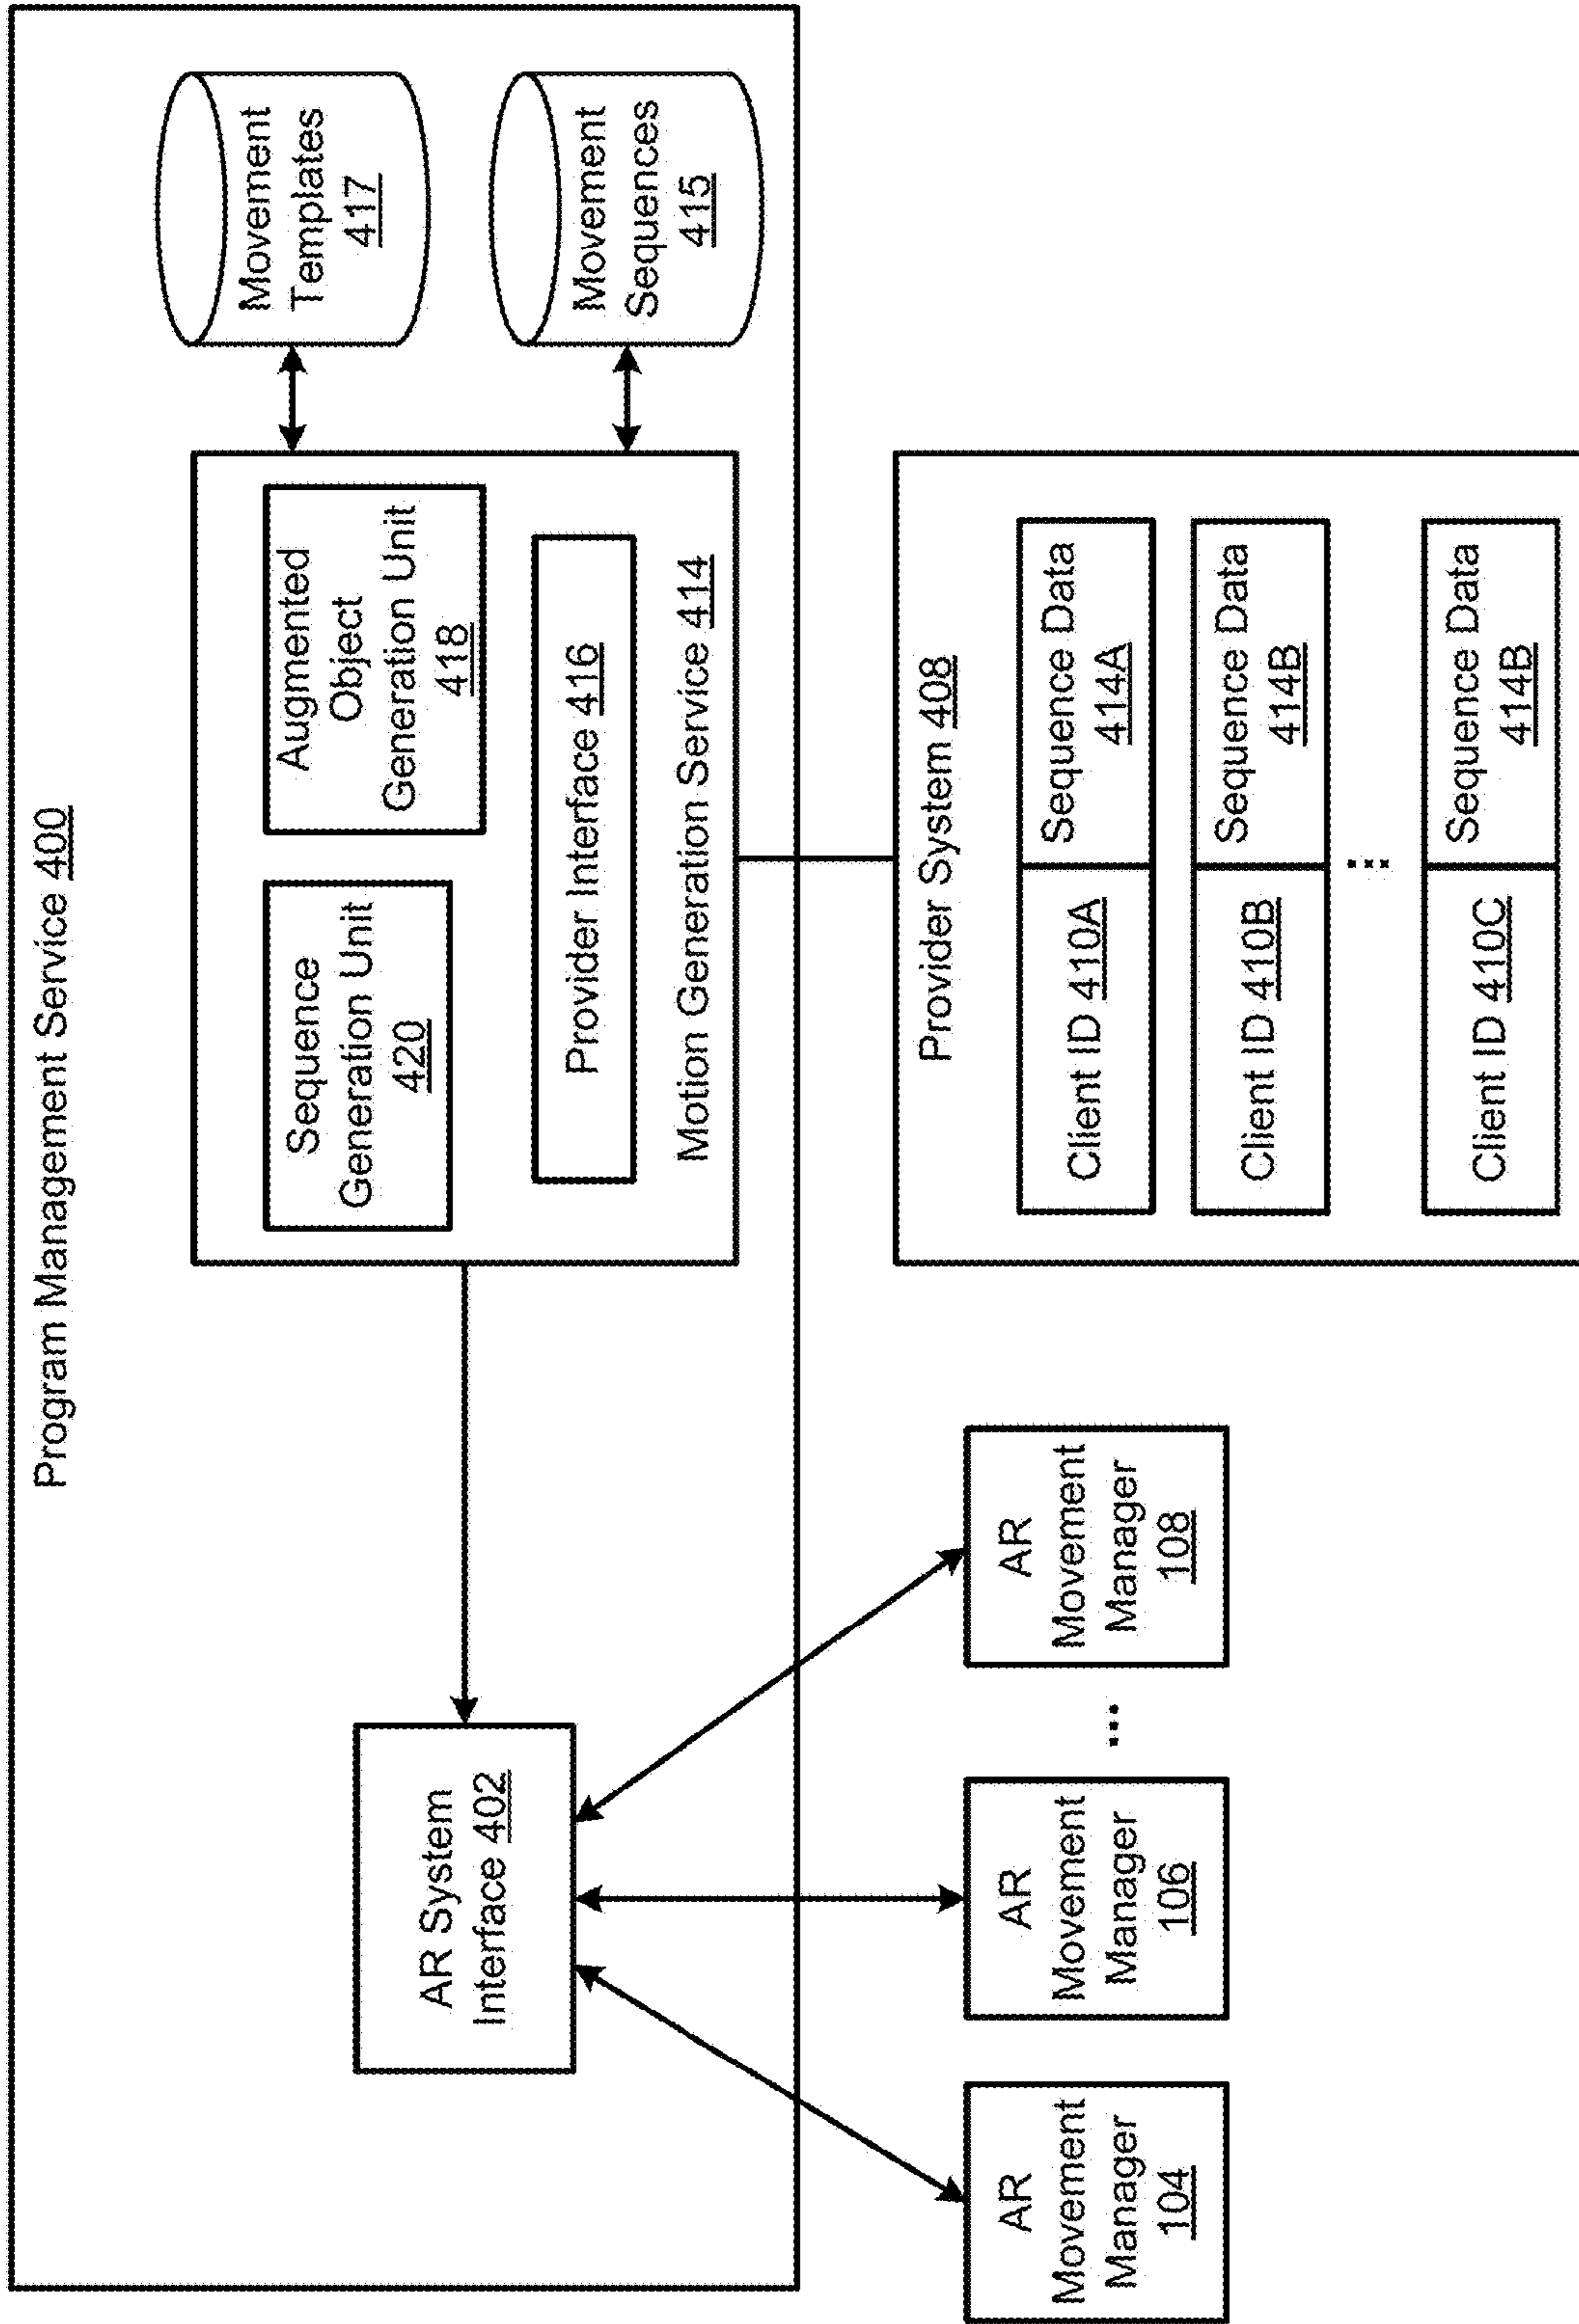 Program Management Service 400
Sequence
Generation Unit
420
Augmented
Object
Generation Unit
418
Provider Interface 416
Motion Generation Service 414
Movement
Templates
417
Movement
Sequences
415
AR System
Interface 402
AR
Movement
Manager
104
AR
Movement
Manager
106
...
AR
Movement
Manager
108
Provider System 408
Client ID 410A
Sequence Data
414A
Client ID 410B
Sequence Data
414B
...
Client ID 410C
Sequence Data
414B